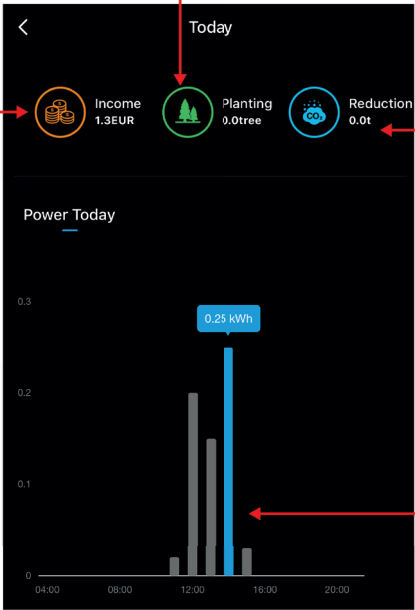 Today
Income
1.3EUR
Planting
0.0tree
Reduction
0.0t
CO₂
Power Today
0.25 kWh
0.3
0.2
0.1
0
04:00 08:00 12:00 16:00 20:00